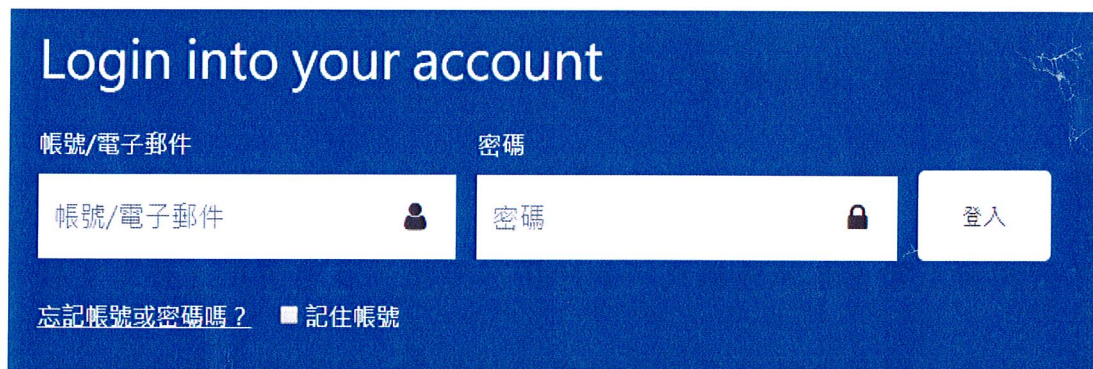 Login into your account
帳號/電子郵件 密碼
帳號/電子郵件 密碼 登入
忘記帳號或密碼嗎？ 記住帳號